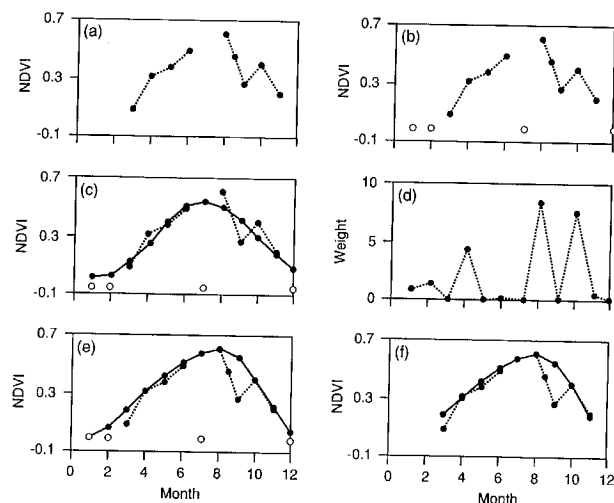 0.7 (a)
NDVI
0.3
-0.1
0.7 (b)
NDVI
0.3
-0.1
0.7 (c)
NDVI
0.3
-0.1
10 (d)
Weight
5
0
0.7 (e)
NDVI
0.3
-0.1
0 2 4 6 8 10 12
Month
0.7 (f)
NDVI
0.3
-0.1
0 2 4 6 8 10 12
Month